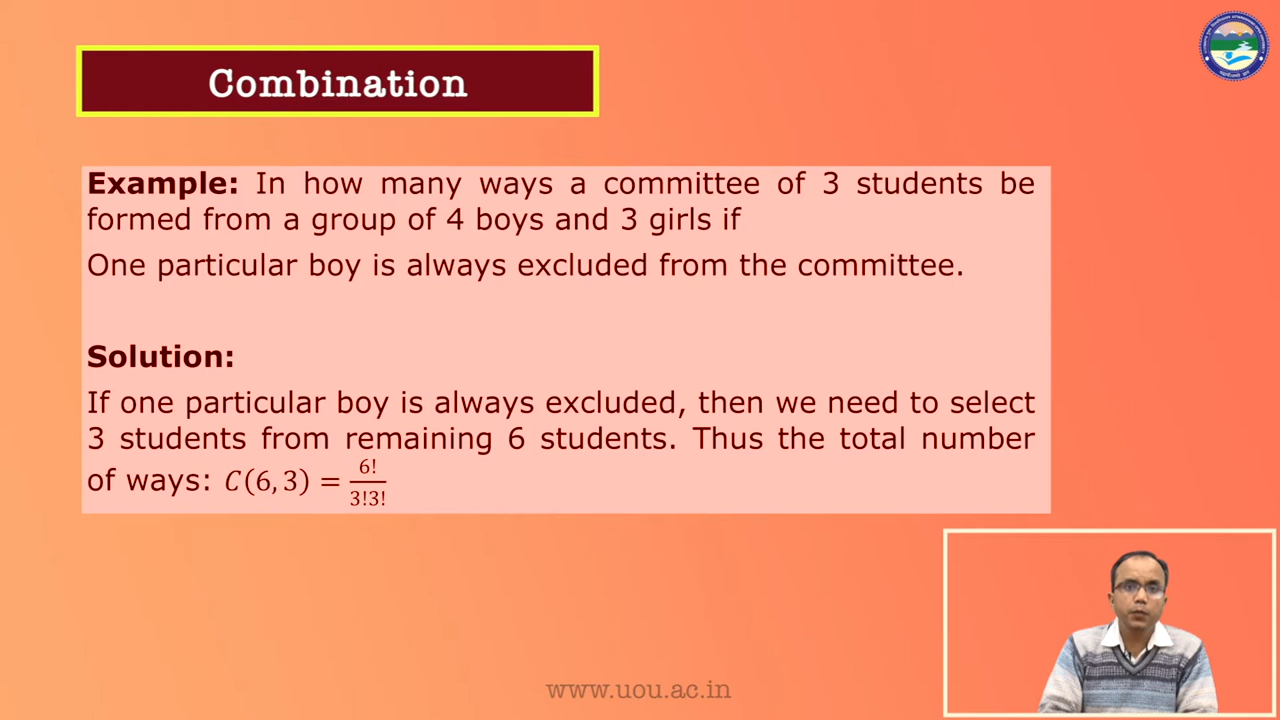 Combination
Example: In how many ways a committee of 3 students be
formed from a group of 4 boys and 3 girls if
One particular boy is always excluded from the committee.
Solution:
If one particular boy is always excluded, then we need to select
3 students from remaining 6 students. Thus the total number
of ways: C(6,3) = 6!/3!3!
www.uou.ac.in